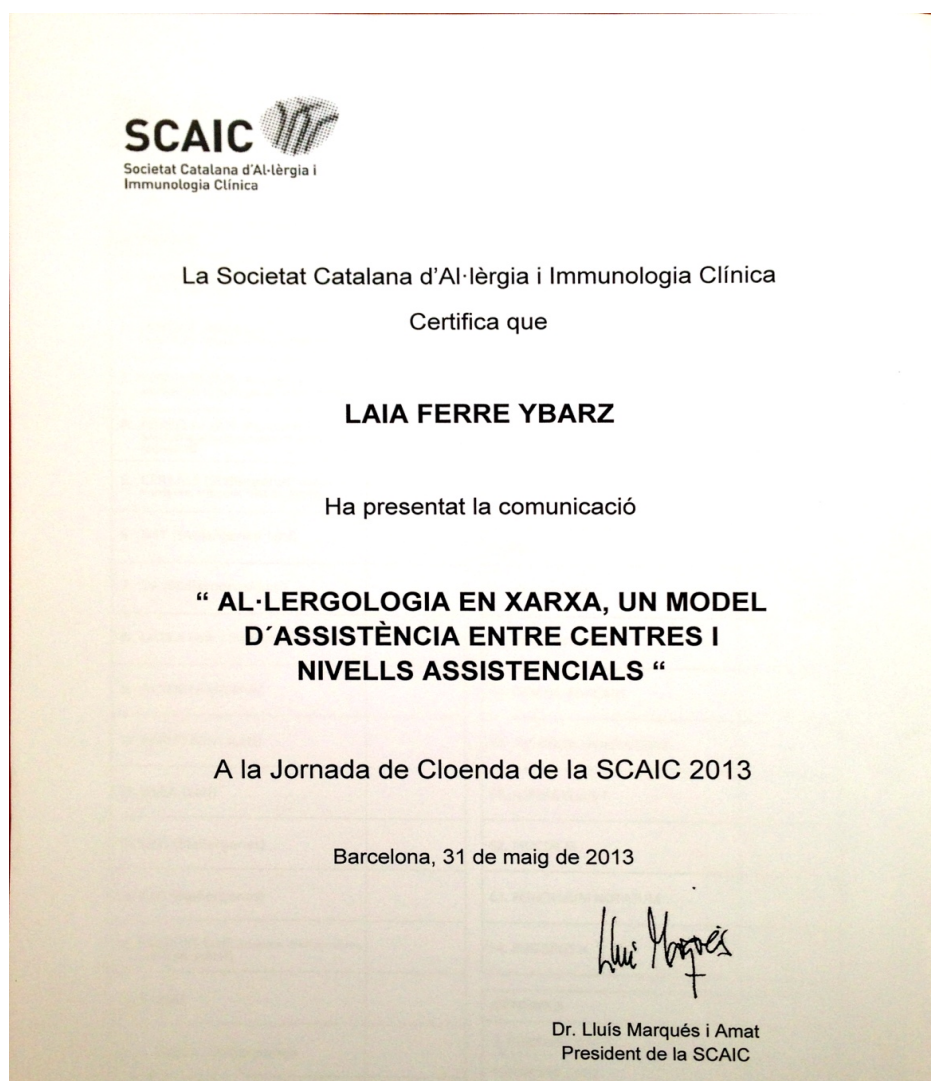 SCAIC
Societat Catalana d'Al·lèrgia i
Immunologia Clínica
La Societat Catalana d'Al·lèrgia i Immunologia Clínica
Certifica que
LAIA FERRE YBARZ
Ha presentat la comunicació
“ AL·LERGOLOGIA EN XARXA, UN MODEL
D´ASSISTÈNCIA ENTRE CENTRES I
NIVELLS ASSISTENCIALS “
A la Jornada de Cloenda de la SCAIC 2013
Barcelona, 31 de maig de 2013
Lluís Marqués
Dr. Lluís Marqués i Amat
President de la SCAIC